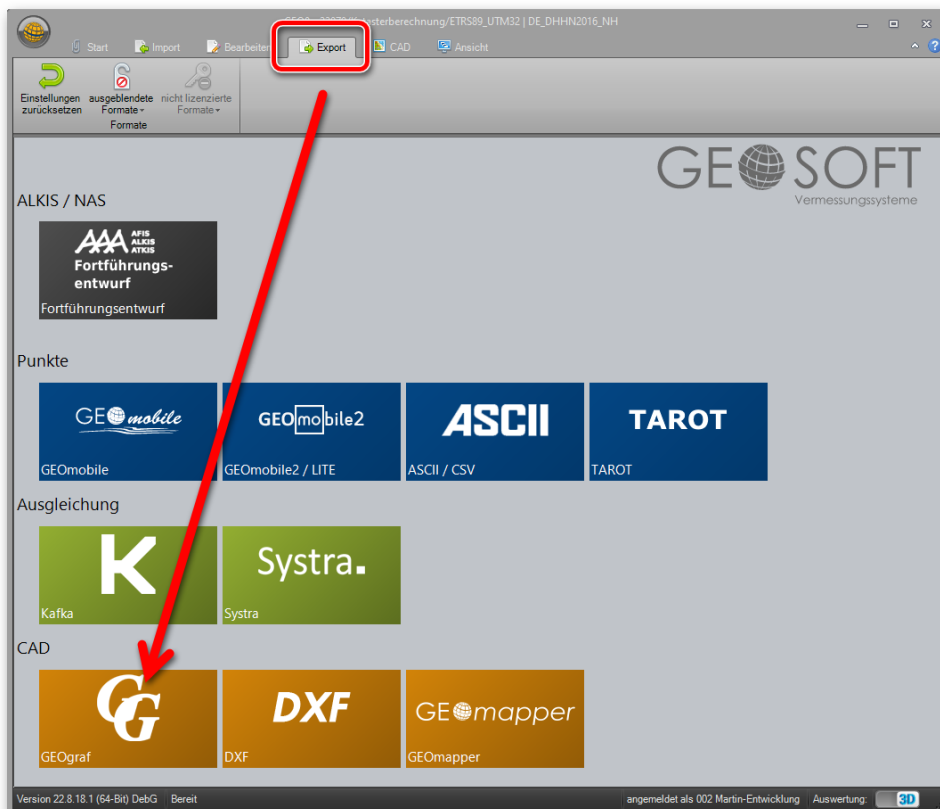 DE_DHHN2016_NH
Start Import Bearbeiten Export CAD Ansicht
Einstellungen zurücksetzen
ausgeblendete Formate
nicht lizenzierte Formate
Formate
GEOSOFT
Vermessungssysteme
ALKIS / NAS
AAA AFIS ALKIS ATKIS
Fortführungs-
entwurf
Fortführungsentwurf
Punkte
GEOmobile
GEOmobile2
ASCII
TAROT
GEOmobile
GEOmobile2 / LITE
ASCII / CSV
TAROT
Ausgleichung
K
Systra.
Kafka
Systra
CAD
GG
DXF
GEOmapper
GEOgraf
DXF
GEOmapper
Version 22.8.18.1 (64-Bit) DebG Bereit
angemeldet als 002 Martin-Entwicklung Auswertung: 3D